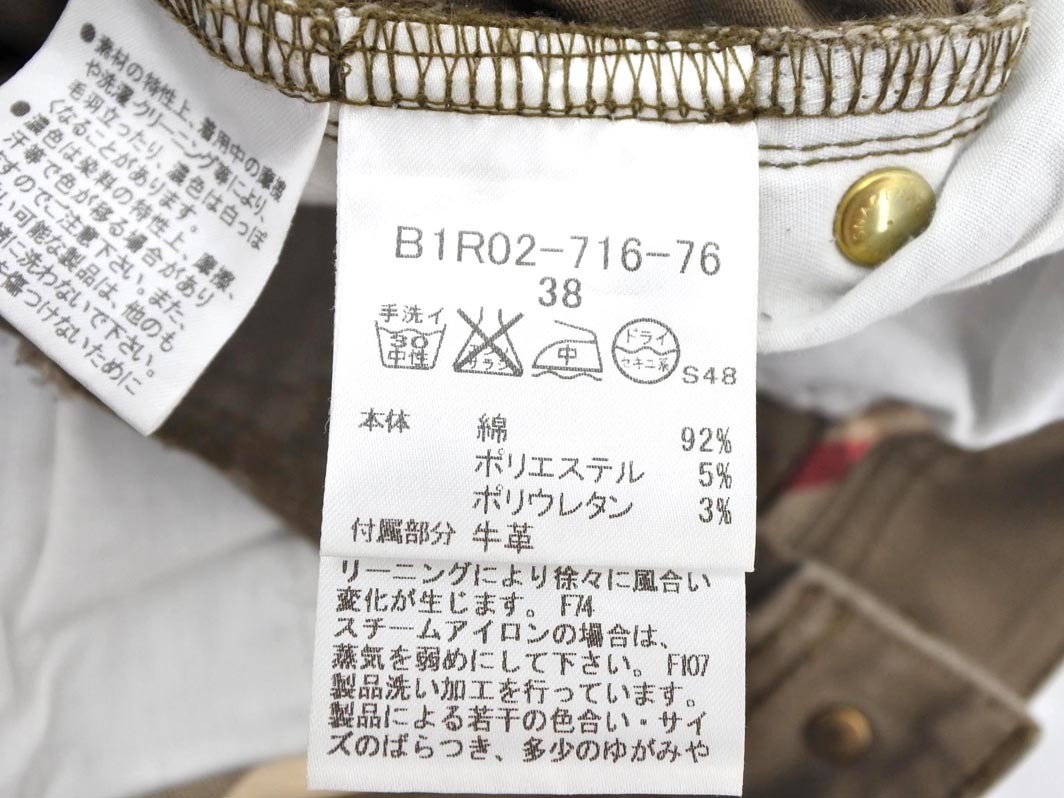 ●素材の特性上、着用中の摩擦
や洗濯・クリーニング等により、
毛羽立ったり、濃色は白っぽ
くなることがあります。
●濃色は染料の特性上、摩擦、
汗等で色が移る場合があり
ますのでご注意下さい。また、
い可能な製品は、他のも
緒に洗わないで下さい。
傷つけないために
B1R02-716-76
38
手洗イ
30
中性
エンソ
サラシ
中
ドライ
セキユ系
S48
本体 綿 92%
ポリエステル 5%
ポリウレタン 3%
付属部分 牛革
リーニングにより徐々に風合い
変化が生じます。 F74
スチームアイロンの場合は、
蒸気を弱めにして下さい。 F107
製品洗い加工を行っています。
製品による若干の色合い・サイ
ズのばらつき、多少のゆがみや